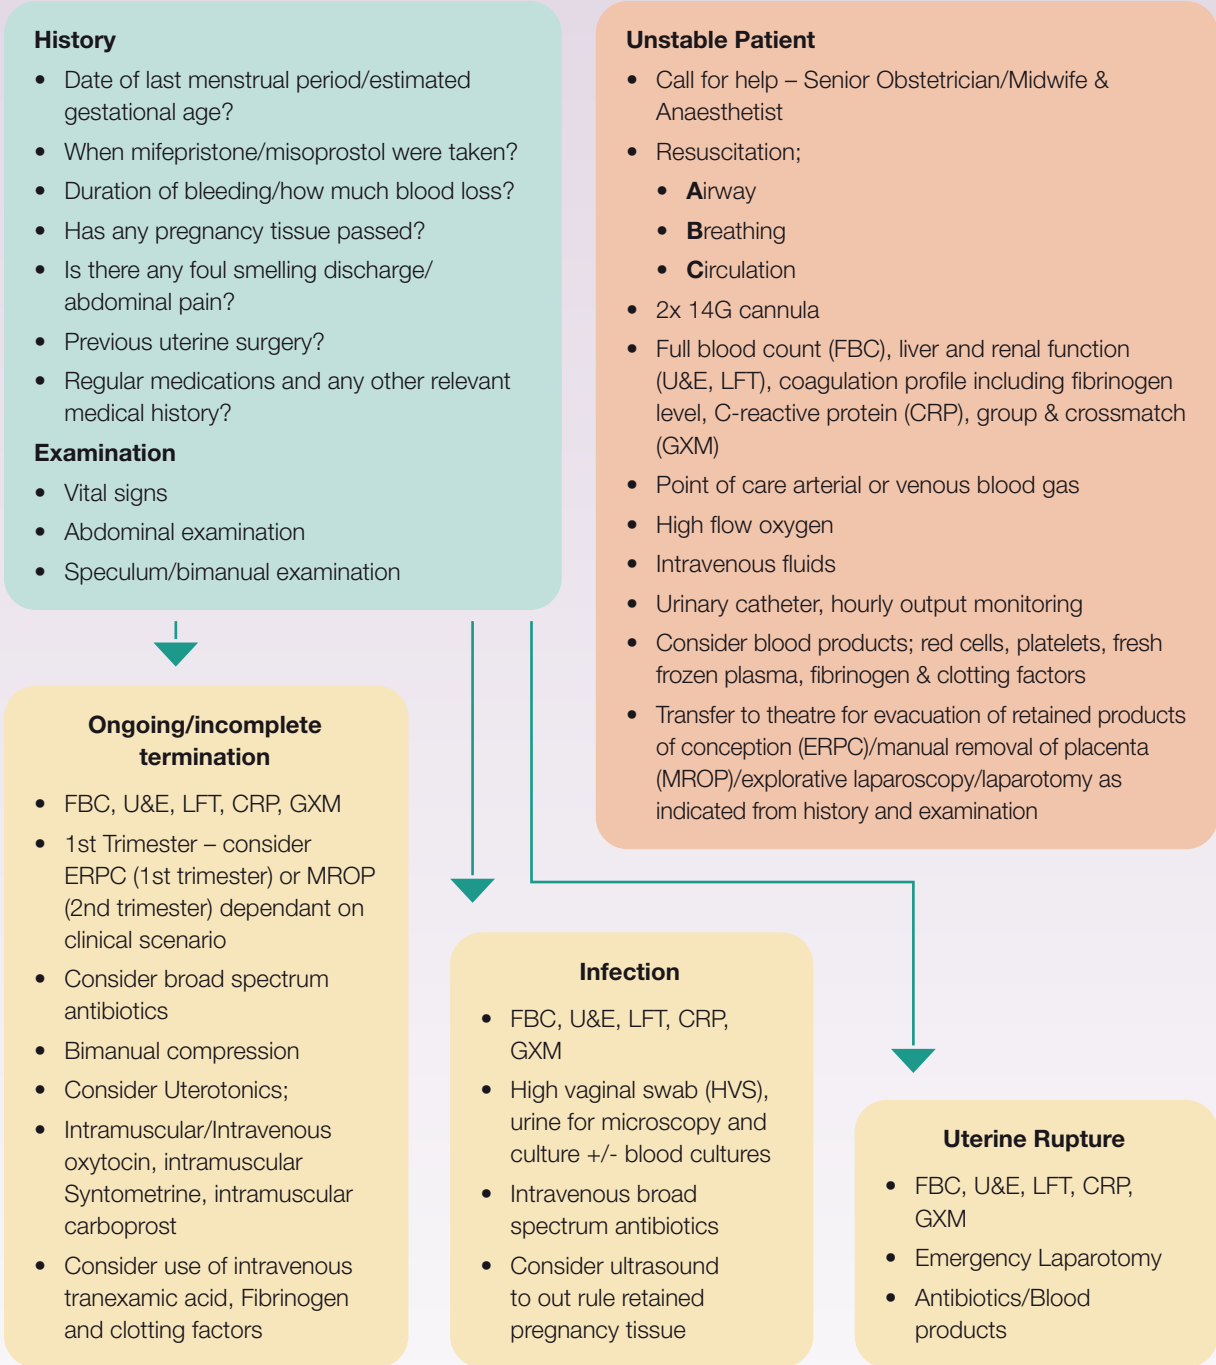 History
• Date of last menstrual period/estimated
gestational age?
• When mifepristone/misoprostol were taken?
• Duration of bleeding/how much blood loss?
• Has any pregnancy tissue passed?
• Is there any foul smelling discharge/
abdominal pain?
• Previous uterine surgery?
• Regular medications and any other relevant
medical history?
Examination
• Vital signs
• Abdominal examination
• Speculum/bimanual examination
Unstable Patient
• Call for help – Senior Obstetrician/Midwife &
Anaesthetist
• Resuscitation;
• Airway
• Breathing
• Circulation
• 2x 14G cannula
• Full blood count (FBC), liver and renal function
(U&E, LFT), coagulation profile including fibrinogen
level, C-reactive protein (CRP), group & crossmatch
(GXM)
• Point of care arterial or venous blood gas
• High flow oxygen
• Intravenous fluids
• Urinary catheter, hourly output monitoring
• Consider blood products; red cells, platelets, fresh
frozen plasma, fibrinogen & clotting factors
• Transfer to theatre for evacuation of retained products
of conception (ERPC)/manual removal of placenta
(MROP)/explorative laparoscopy/laparotomy as
indicated from history and examination
Ongoing/incomplete
termination
• FBC, U&E, LFT, CRP, GXM
• 1st Trimester – consider
ERPC (1st trimester) or MROP
(2nd trimester) dependant on
clinical scenario
• Consider broad spectrum
antibiotics
• Bimanual compression
• Consider Uterotonics;
• Intramuscular/Intravenous
oxytocin, intramuscular
Syntometrine, intramuscular
carboprost
• Consider use of intravenous
tranexamic acid, Fibrinogen
and clotting factors
Infection
• FBC, U&E, LFT, CRP,
GXM
• High vaginal swab (HVS),
urine for microscopy and
culture +/- blood cultures
• Intravenous broad
spectrum antibiotics
• Consider ultrasound
to out rule retained
pregnancy tissue
Uterine Rupture
• FBC, U&E, LFT, CRP,
GXM
• Emergency Laparotomy
• Antibiotics/Blood
products